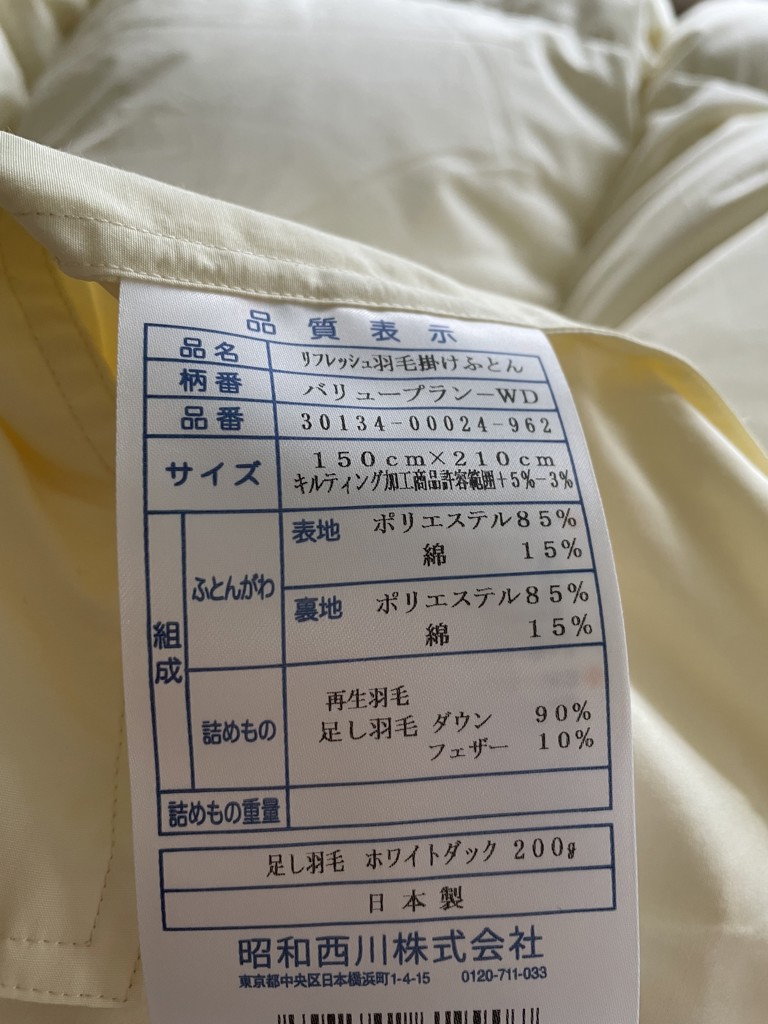 品質表示
品名 リフレッシュ羽毛掛けふとん
柄番 バリュープランーWD
品番 30134-00024-962
サイズ 150cm×210cm
キルティング加工商品許容範囲+5%-3%
組成 ふとんがわ 表地 ポリエステル85%
綿 15%
裏地 ポリエステル85%
綿 15%
詰めもの 再生羽毛
足し羽毛 ダウン 90%
フェザー 10%
詰めもの重量
足し羽毛 ホワイトダック 200g
日本製
昭和西川株式会社
東京都中央区日本橋浜町1-4-15 0120-711-033